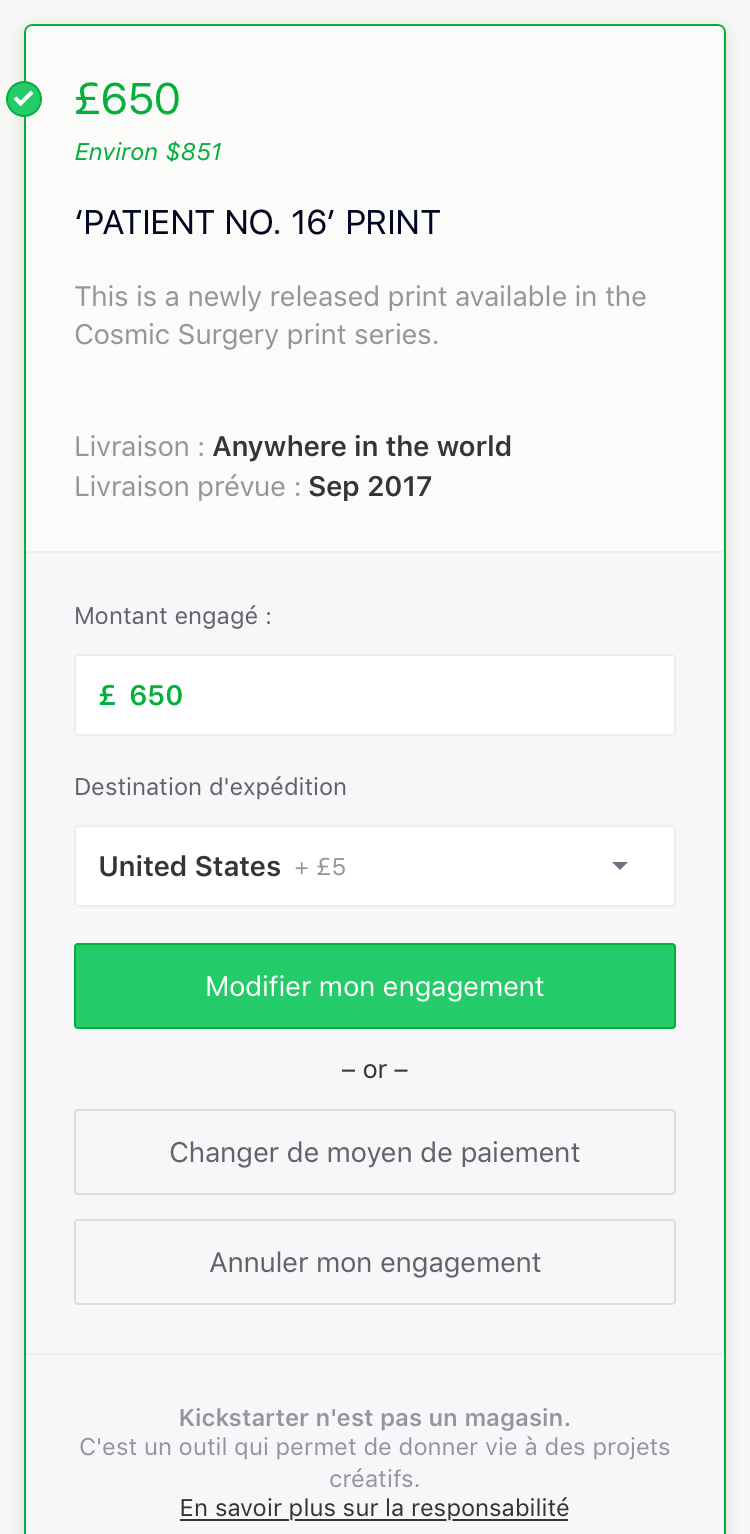 £650
Environ $851
‘PATIENT NO. 16’ PRINT
This is a newly released print available in the
Cosmic Surgery print series.
Livraison : Anywhere in the world
Livraison prévue : Sep 2017
Montant engagé :
£ 650
Destination d'expédition
United States + £5
Modifier mon engagement
– or –
Changer de moyen de paiement
Annuler mon engagement
Kickstarter n'est pas un magasin.
C'est un outil qui permet de donner vie à des projets
créatifs.
En savoir plus sur la responsabilité